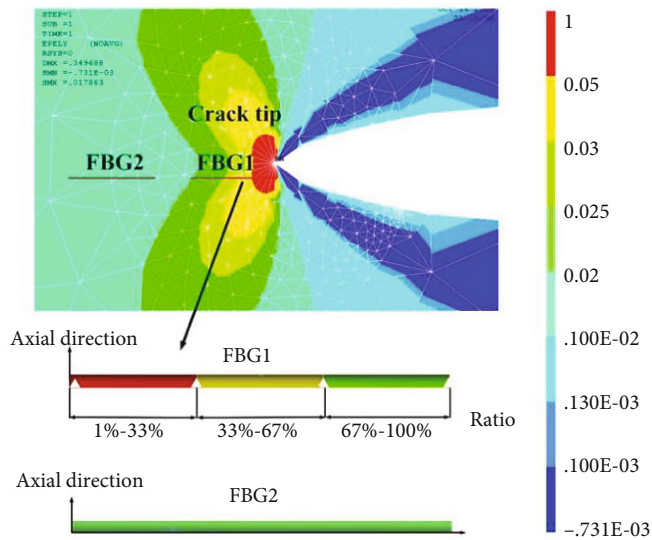 STEP=1
SUB =1
TIME=1
EPELY (NOAVG)
RSYS=0
DMX =.349688
SMN =-.731E-03
SMX =.017863
Crack tip
FBG2
FBG1
1
0.05
0.03
0.025
0.02
.100E-02
.130E-03
.100E-03
–.731E-03
Axial direction
FBG1
1%-33%
33%-67%
67%-100%
Ratio
Axial direction
FBG2